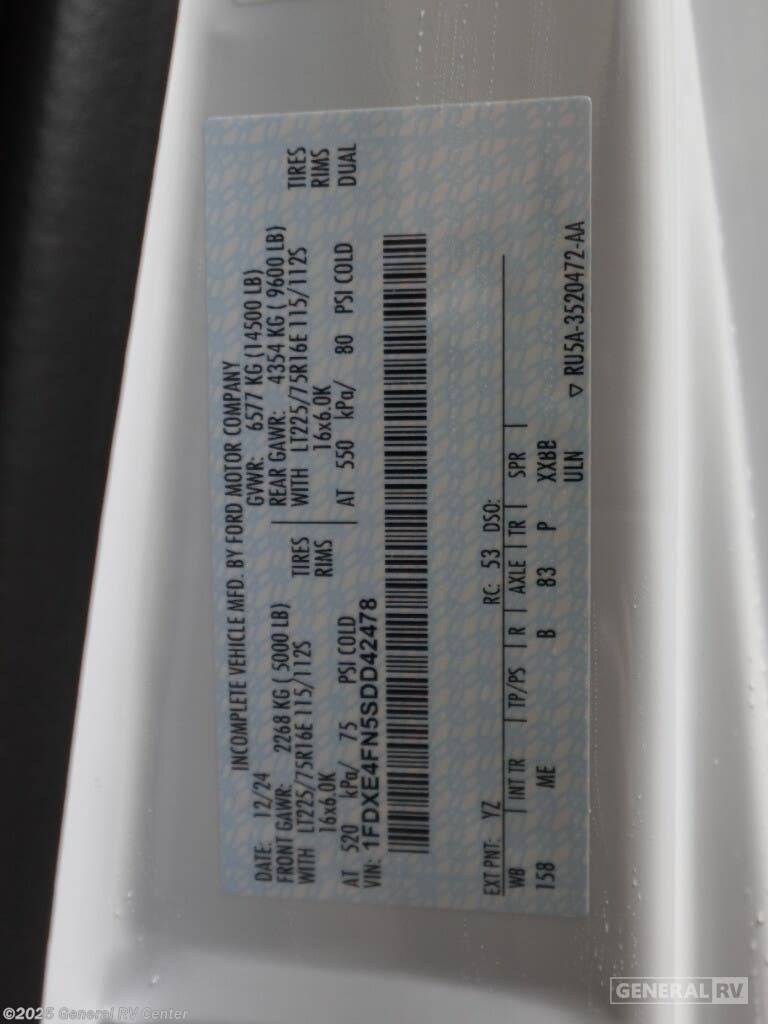 INCOMPLETE VEHICLE MFD. BY FORD MOTOR COMPANY
DATE: 12/24 GVWR: 6577 KG (14500 LB)
FRONT GAWR: 2268 KG ( 5000 LB) REAR GAWR: 4354 KG ( 9600 LB)
WITH LT225/75R16E 115/112S TIRES WITH LT225/75R16E 115/112S TIRES
16x6.0K RIMS 16x6.0K RIMS
AT 520 kPa/ 75 PSI COLD AT 550 kPa/ 80 PSI COLD DUAL
VIN: 1FDXE4FN5SDD42478
EXT PNT: YZ RC: 53 DSO:
WB INT TR TP/PS R AXLE TR SPR
158 ME B 83 P XXBB
ULN
▽ RU5A-3520472-AA
GENERAL RV
©2025 General RV Center